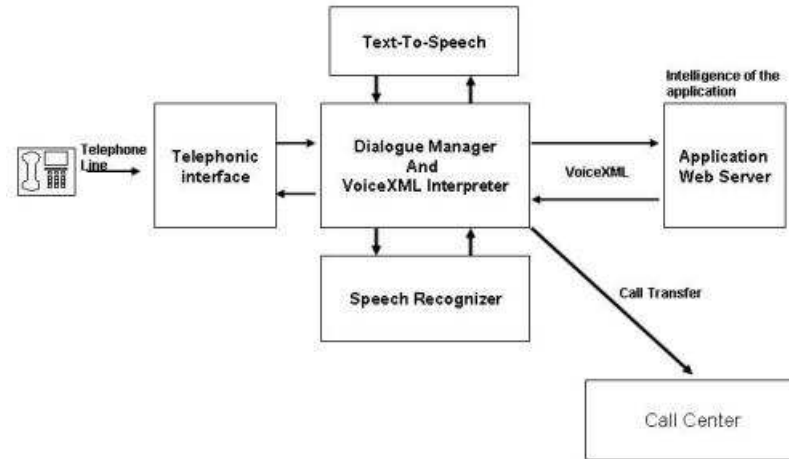 Text-To-Speech
Intelligence of the
application
Telephone
Line
Telephonic
interface
Dialogue Manager
And
VoiceXML Interpreter
VoiceXML
Application
Web Server
Speech Recognizer
Call Transfer
Call Center